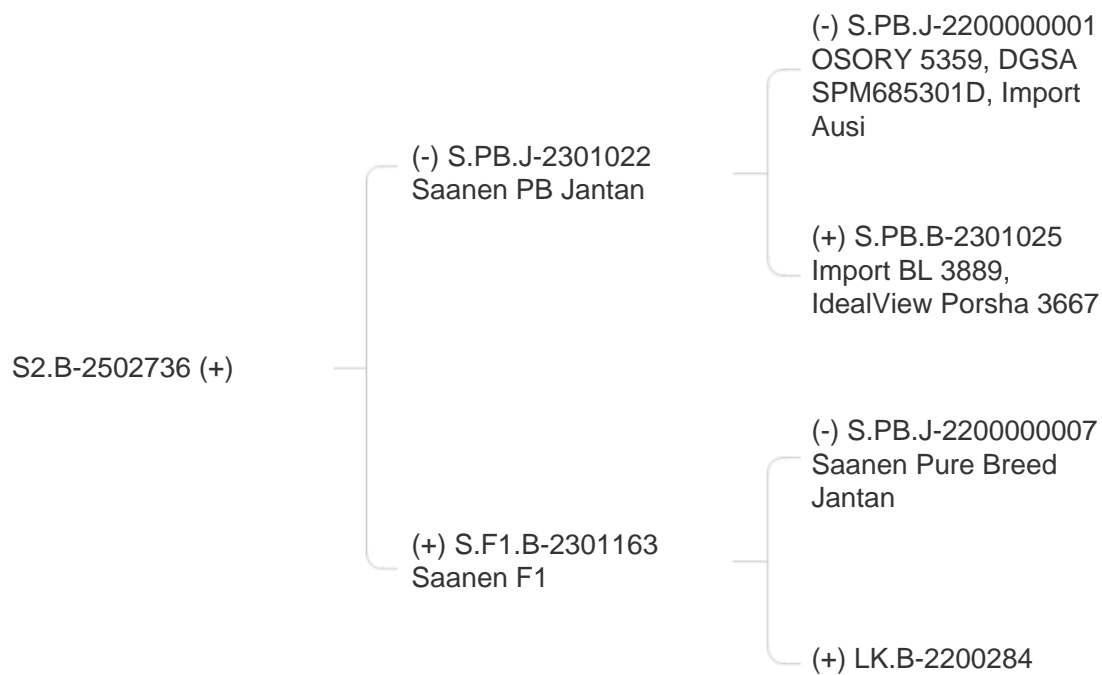 (-) S.PB.J-2200000001
OSORY 5359, DGSA
SPM685301D, Import
Ausi
(-) S.PB.J-2301022
Saanen PB Jantan
(+) S.PB.B-2301025
Import BL 3889,
IdealView Porsha 3667
S2.B-2502736 (+)
(-) S.PB.J-2200000007
Saanen Pure Breed
Jantan
(+) S.F1.B-2301163
Saanen F1
(+) LK.B-2200284